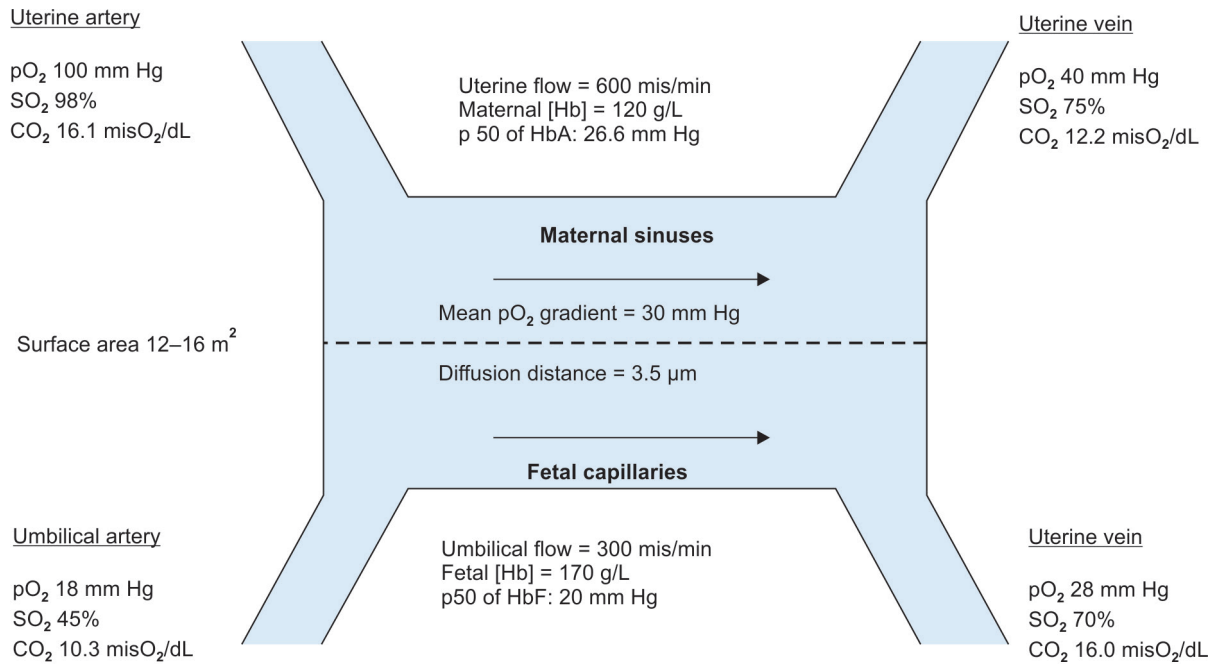 Uterine artery
pO₂ 100 mm Hg
SO₂ 98%
CO₂ 16.1 misO₂/dL
Uterine flow = 600 mis/min
Maternal [Hb] = 120 g/L
p 50 of HbA: 26.6 mm Hg
Uterine vein
pO₂ 40 mm Hg
SO₂ 75%
CO₂ 12.2 misO₂/dL
Maternal sinuses
Mean pO₂ gradient = 30 mm Hg
Surface area 12–16 m²
Diffusion distance = 3.5 μm
Fetal capillaries
Umbilical artery
pO₂ 18 mm Hg
SO₂ 45%
CO₂ 10.3 misO₂/dL
Umbilical flow = 300 mis/min
Fetal [Hb] = 170 g/L
p50 of HbF: 20 mm Hg
Uterine vein
pO₂ 28 mm Hg
SO₂ 70%
CO₂ 16.0 misO₂/dL